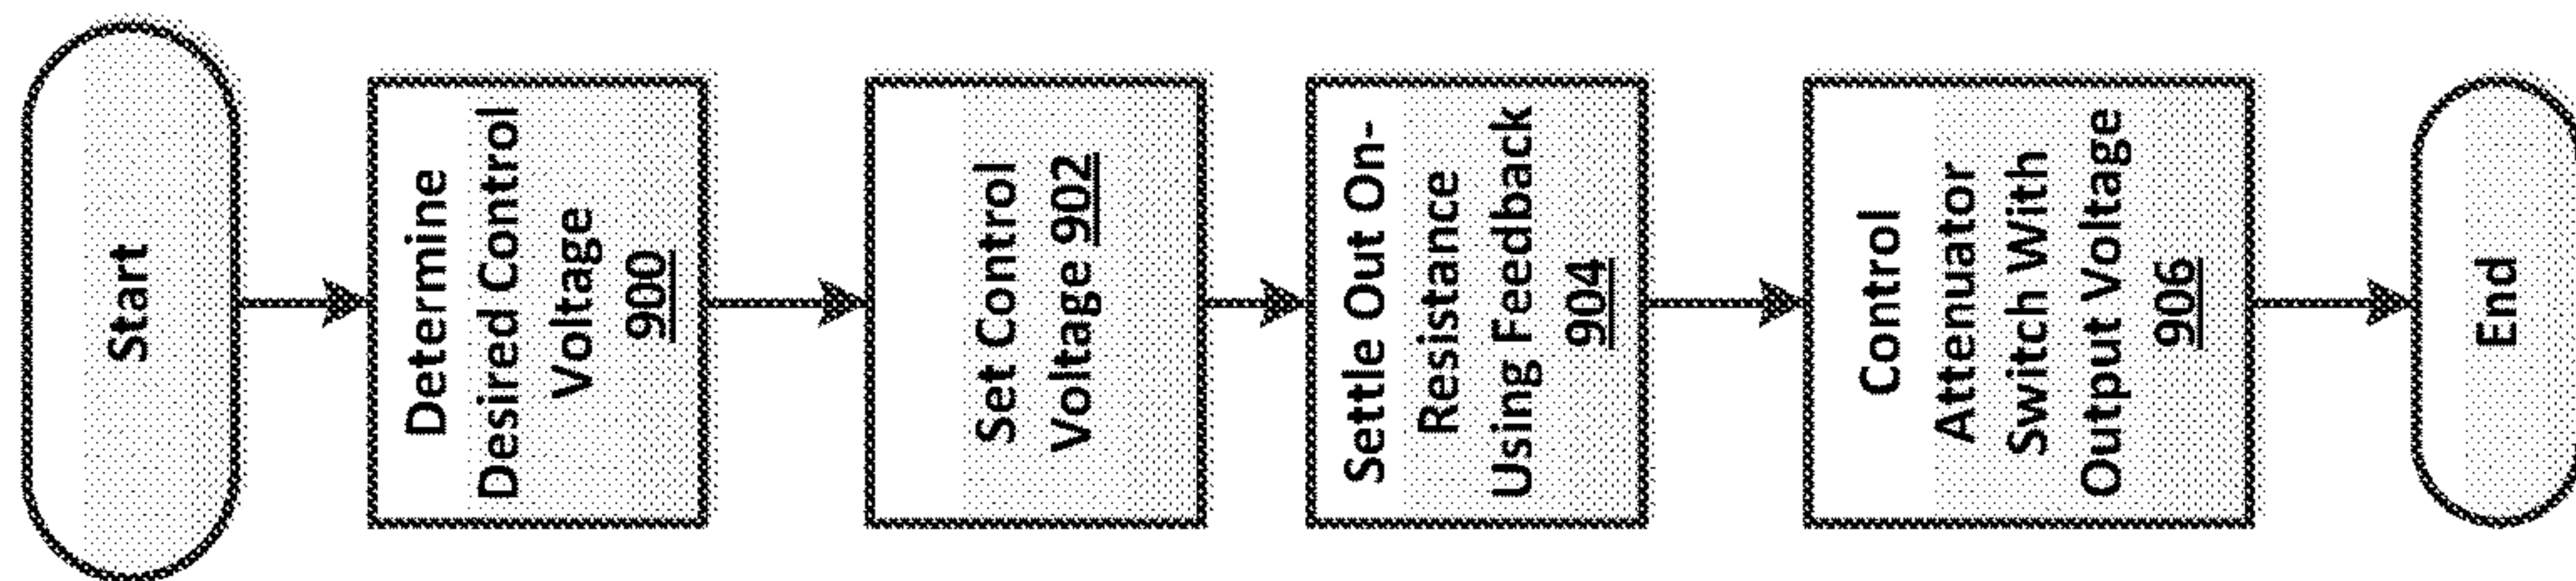 Start
Determine
Desired Control
Voltage
900
Set Control
Voltage 902
Settle Out On-
Resistance
Using Feedback
904
Control
Attenuator
Switch With
Output Voltage
906
End